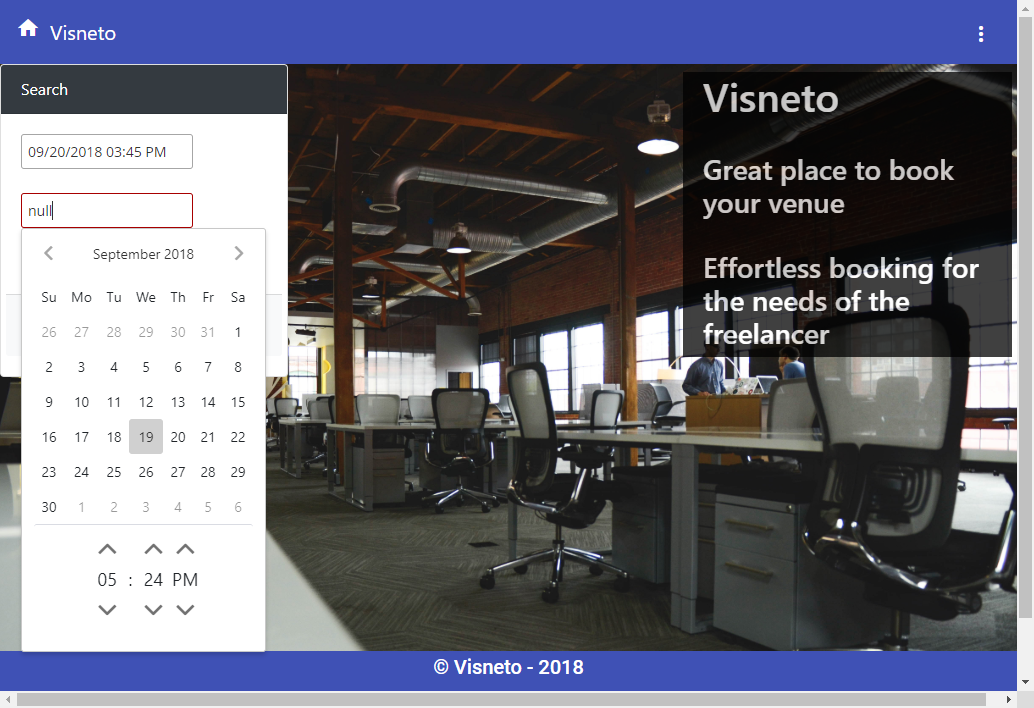 Visneto
Search
09/20/2018 03:45 PM
null
September 2018
Su Mo Tu We Th Fr Sa
26 27 28 29 30 31 1
2 3 4 5 6 7 8
9 10 11 12 13 14 15
16 17 18 19 20 21 22
23 24 25 26 27 28 29
30 1 2 3 4 5 6
05 : 24 PM
Visneto
Great place to book
your venue
Effortless booking for
the needs of the
freelancer
© Visneto - 2018